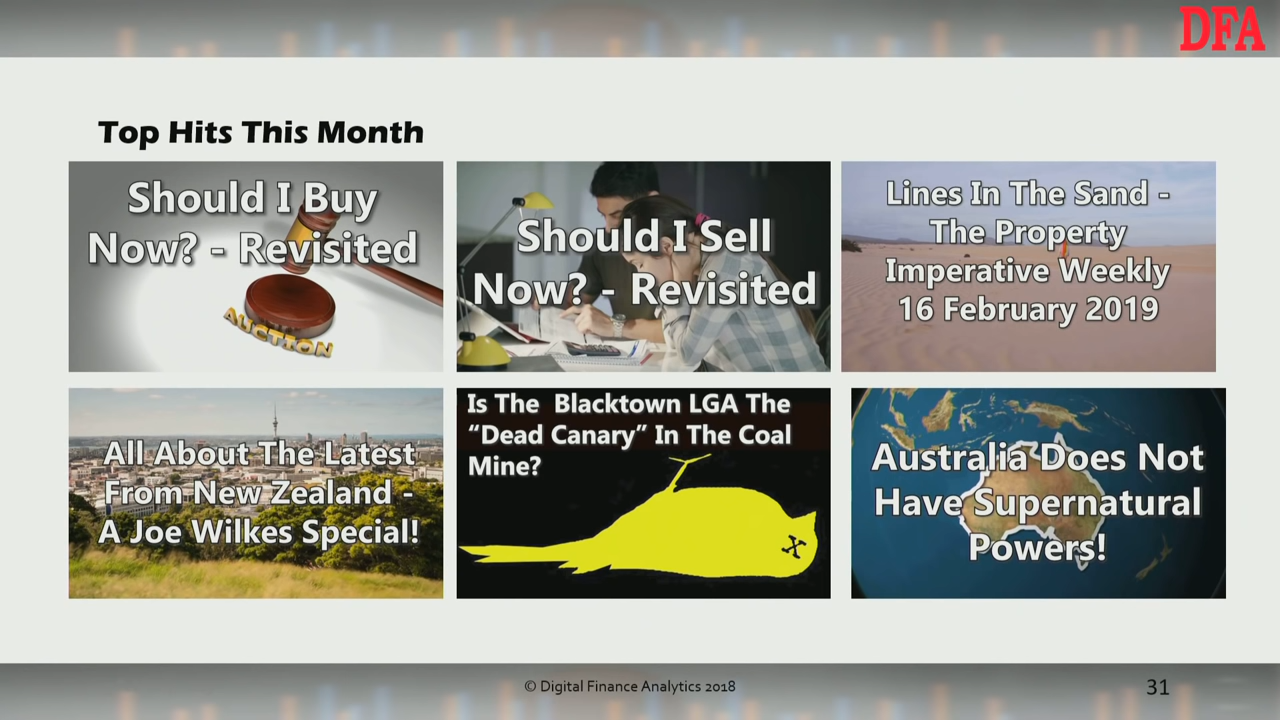 DFA
Top Hits This Month
Should I Buy
Now? - Revisited
AUCTION
Should I Sell
Now? - Revisited
Lines In The Sand -
The Property
Imperative Weekly
16 February 2019
All About The Latest
From New Zealand -
A Joe Wilkes Special!
Is The Blacktown LGA The
“Dead Canary” In The Coal
Mine?
X
Australia Does Not
Have Supernatural
Powers!
© Digital Finance Analytics 2018
31